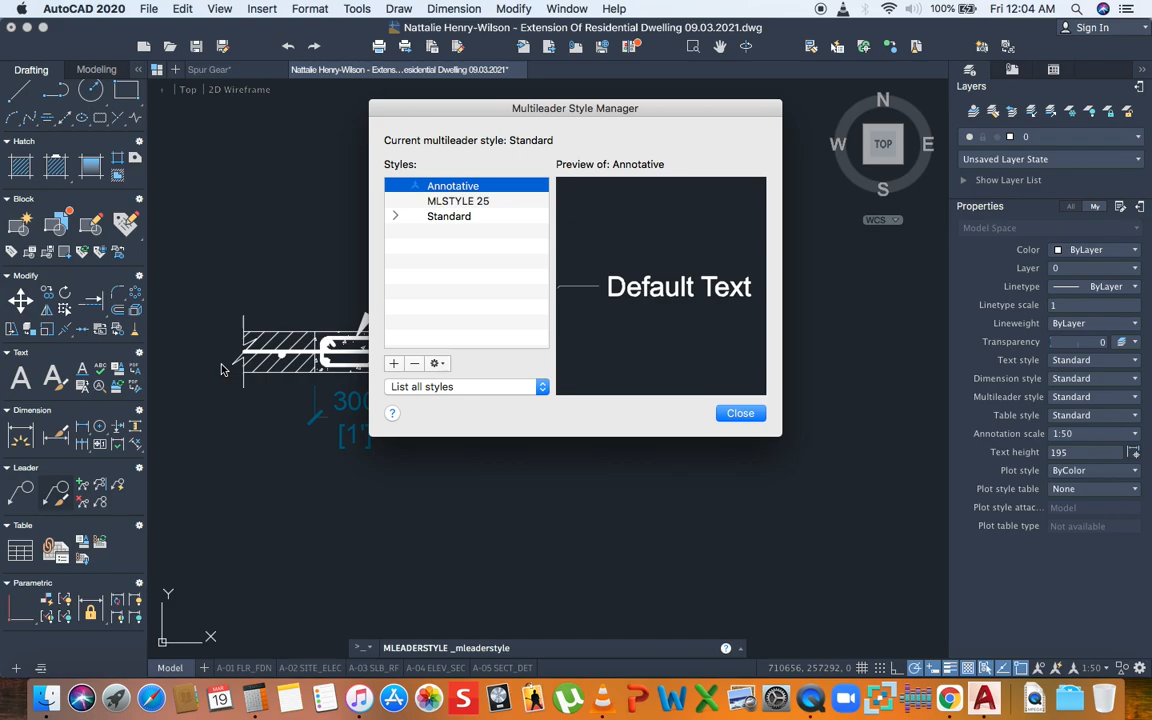 AutoCAD 2020 File Edit View Insert Format Tools Draw Dimension Modify Window Help 100% Fri 12:04 AM
Nattalie Henry-Wilson - Extension Of Residential Dwelling 09.03.2021.dwg
Sign In
Drafting Modeling Spur Gear* Nattalie Henry-Wilson - Extens...esidential Dwelling 09.03.2021*
Top 2D Wireframe
Hatch
Block
Modify
Text
Dimension
Leader
Table
Parametric
Multileader Style Manager
Current multileader style: Standard
Styles: Preview of: Annotative
Annotative
MLSTYLE 25
Standard
Default Text
List all styles
? Close
300
[1']
N
W TOP E
S
WCS
Layers
0
Unsaved Layer State
Show Layer List
Properties All My
Model Space
Color ByLayer
Layer 0
Linetype ByLayer
Linetype scale 1
Lineweight ByLayer
Transparency 0
Text style Standard
Dimension style Standard
Multileader style Standard
Table style Standard
Annotation scale 1:50
Text height 195
Plot style ByColor
Plot style table None
Plot style attac... Model
Plot table type Not available
Y
X
>_ MLEADERSTYLE _mleaderstyle
Model A-01 FLR_FDN A-02 SITE_ELEC A-03 SLB_RF A-04 ELEV_SEC A-05 SECT_DET 710656, 257292, 0 1:50